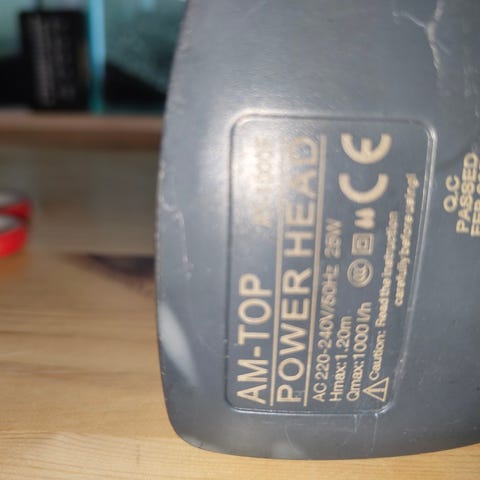 AM-TOP
POWER HEAD
AC 220-240V/50Hz 25W
Hmax:1.20m
Qmax:1000 l/h
Caution: Read the instruction
carefully before using!
CE
Q.C
PASSED
FEB